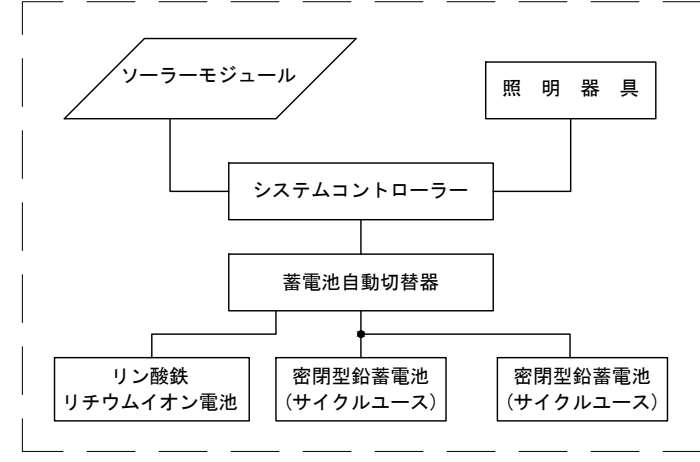 ソーラーモジュール
照　明　器　具
システムコントローラー
蓄電池自動切替器
リン酸鉄
リチウムイオン電池
密閉型鉛蓄電池
(サイクルユース)
密閉型鉛蓄電池
(サイクルユース)